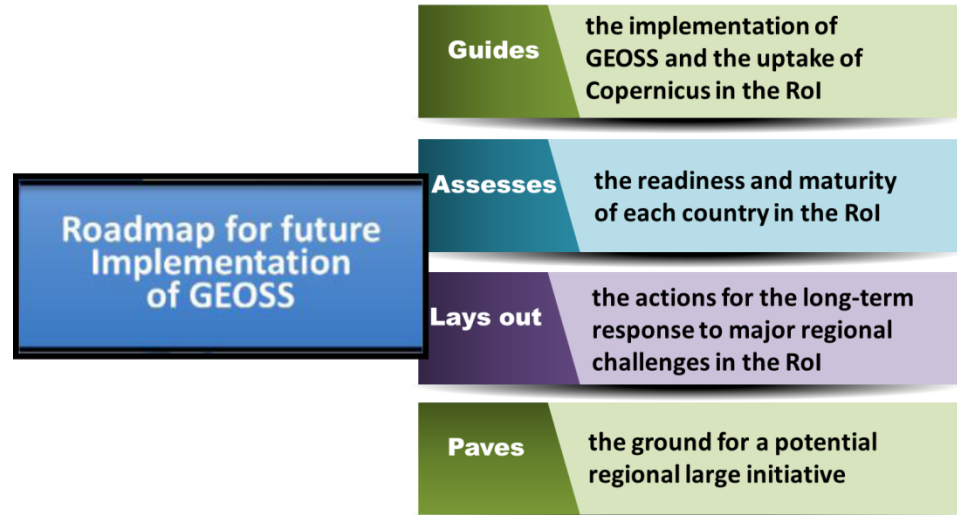 Roadmap for future
Implementation
of GEOSS
Guides
the implementation of
GEOSS and the uptake of
Copernicus in the RoI
Assesses
the readiness and maturity
of each country in the RoI
Lays out
the actions for the long-term
response to major regional
challenges in the RoI
Paves
the ground for a potential
regional large initiative